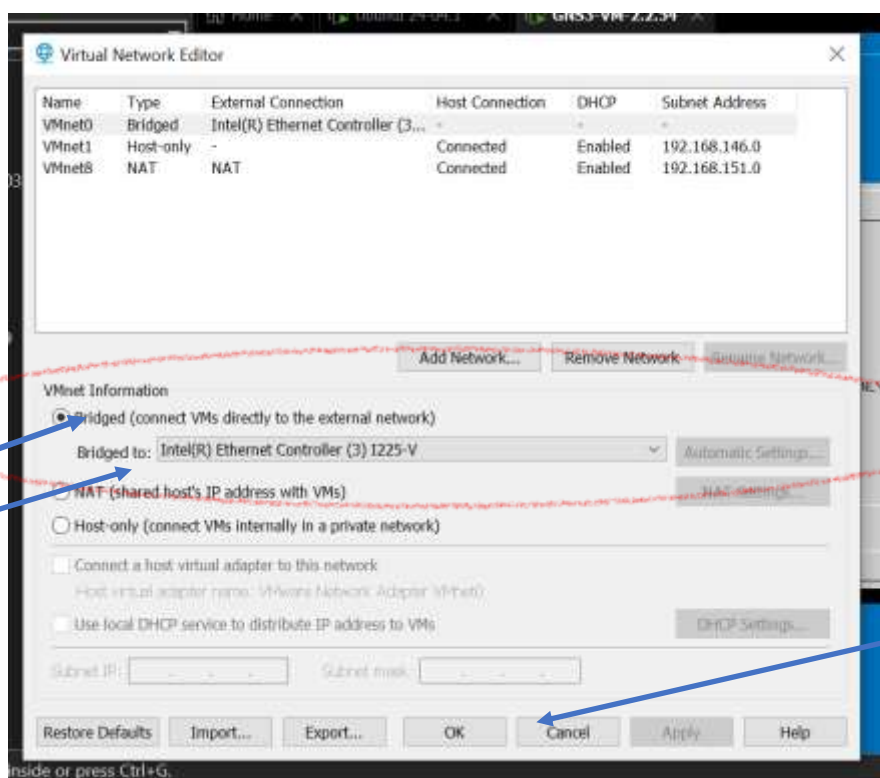 Home × Ubuntu 24-04.1 × GNS3-VM-2.2.54 ×
Virtual Network Editor
Name Type External Connection Host Connection DHCP Subnet Address
VMnet0 Bridged Intel(R) Ethernet Controller (3... - - -
VMnet1 Host-only - Connected Enabled 192.168.146.0
VMnet8 NAT NAT Connected Enabled 192.168.151.0
Add Network... Remove Network Rename Network...
VMnet Information
Bridged (connect VMs directly to the external network)
Bridged to: Intel(R) Ethernet Controller (3) I225-V Automatic Settings...
NAT (shared host's IP address with VMs) NAT Settings...
Host-only (connect VMs internally in a private network)
Connect a host virtual adapter to this network
Host virtual adapter name: VMware Network Adapter VMnet0
Use local DHCP service to distribute IP address to VMs DHCP Settings...
Subnet IP: . . . Subnet mask: . . .
Restore Defaults Import... Export... OK Cancel Apply Help
inside or press Ctrl+G.